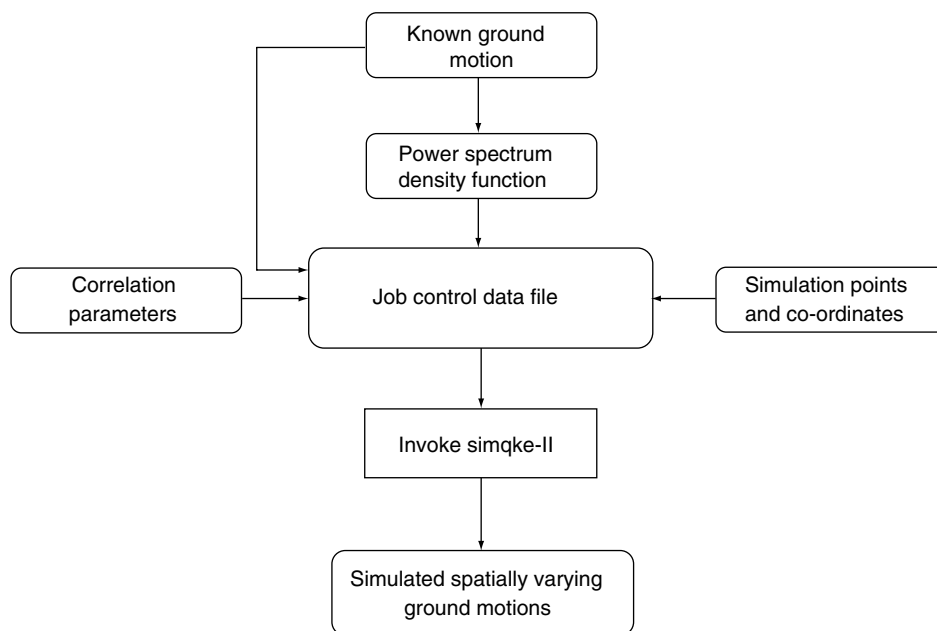 Known ground
motion
Power spectrum
density function
Correlation
parameters
Job control data file
Simulation points
and co-ordinates
Invoke simqke-II
Simulated spatially varying
ground motions